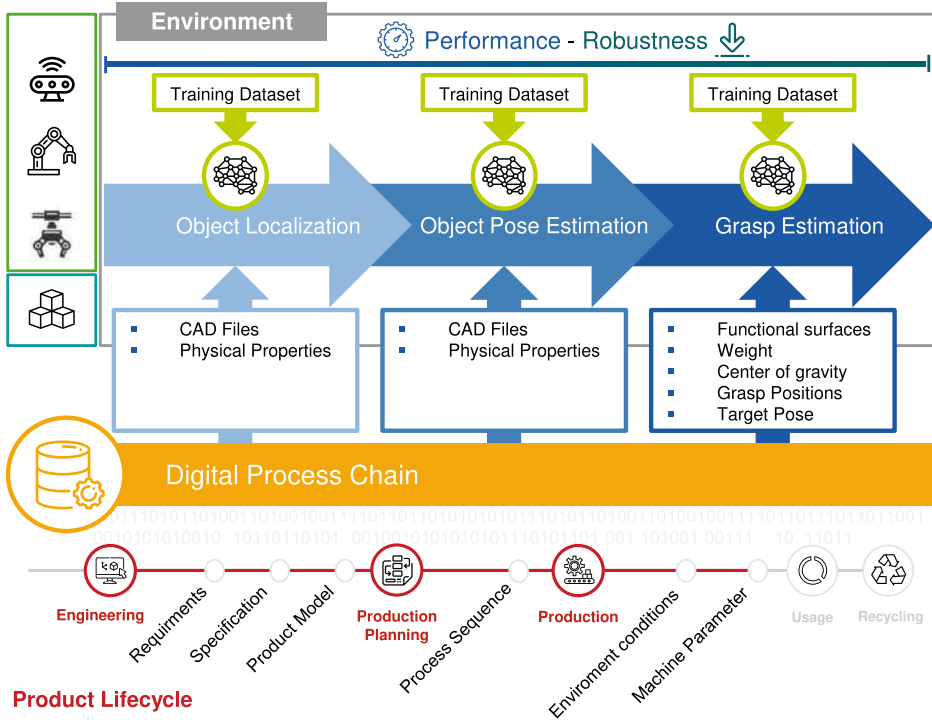 Environment
Performance - Robustness
Training Dataset
Training Dataset
Training Dataset
Object Localization
Object Pose Estimation
Grasp Estimation
CAD Files
Physical Properties
CAD Files
Physical Properties
Functional surfaces
Weight
Center of gravity
Grasp Positions
Target Pose
Digital Process Chain
Engineering
Requirments
Specification
Product Model
Production
Planning
Process Sequence
Production
Enviroment conditions
Machine Parameter
Usage
Recycling
Product Lifecycle